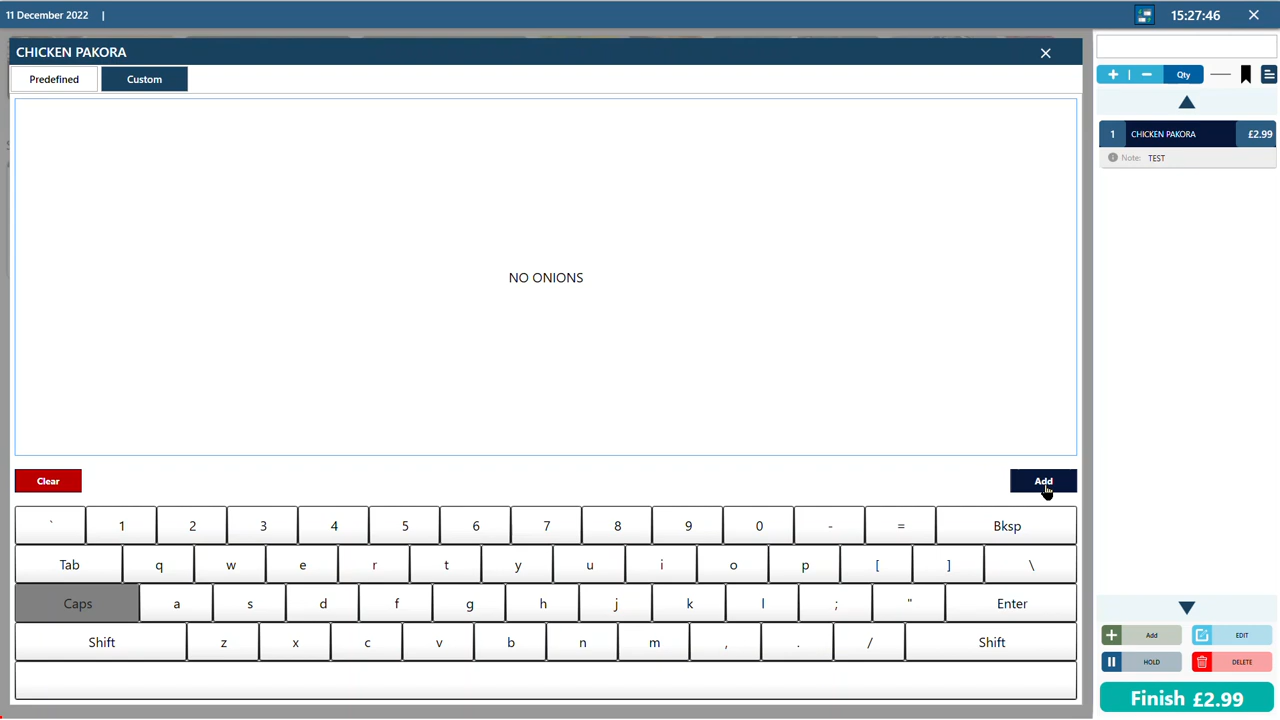 11 December 2022 |
15:27:46
CHICKEN PAKORA
Predefined Custom
NO ONIONS
Clear
Add
` 1 2 3 4 5 6 7 8 9 0 - = Bksp
Tab q w e r t y u i o p [ ] \
Caps a s d f g h j k l ; " Enter
Shift z x c v b n m , . / Shift
+ | − Qty
1 CHICKEN PAKORA £2.99
Note: TEST
Add EDIT
HOLD DELETE
Finish £2.99